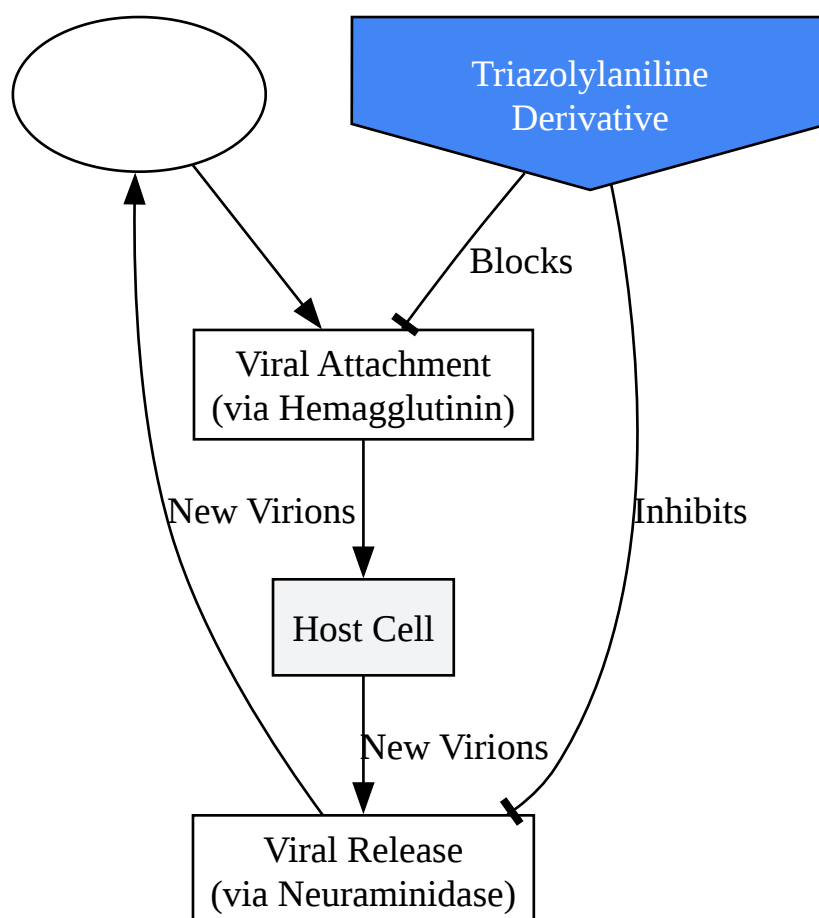 Triazolylaniline
Derivative
Blocks
Viral Attachment
(via Hemagglutinin)
New Virions
Inhibits
Host Cell
New Virions
Viral Release
(via Neuraminidase)